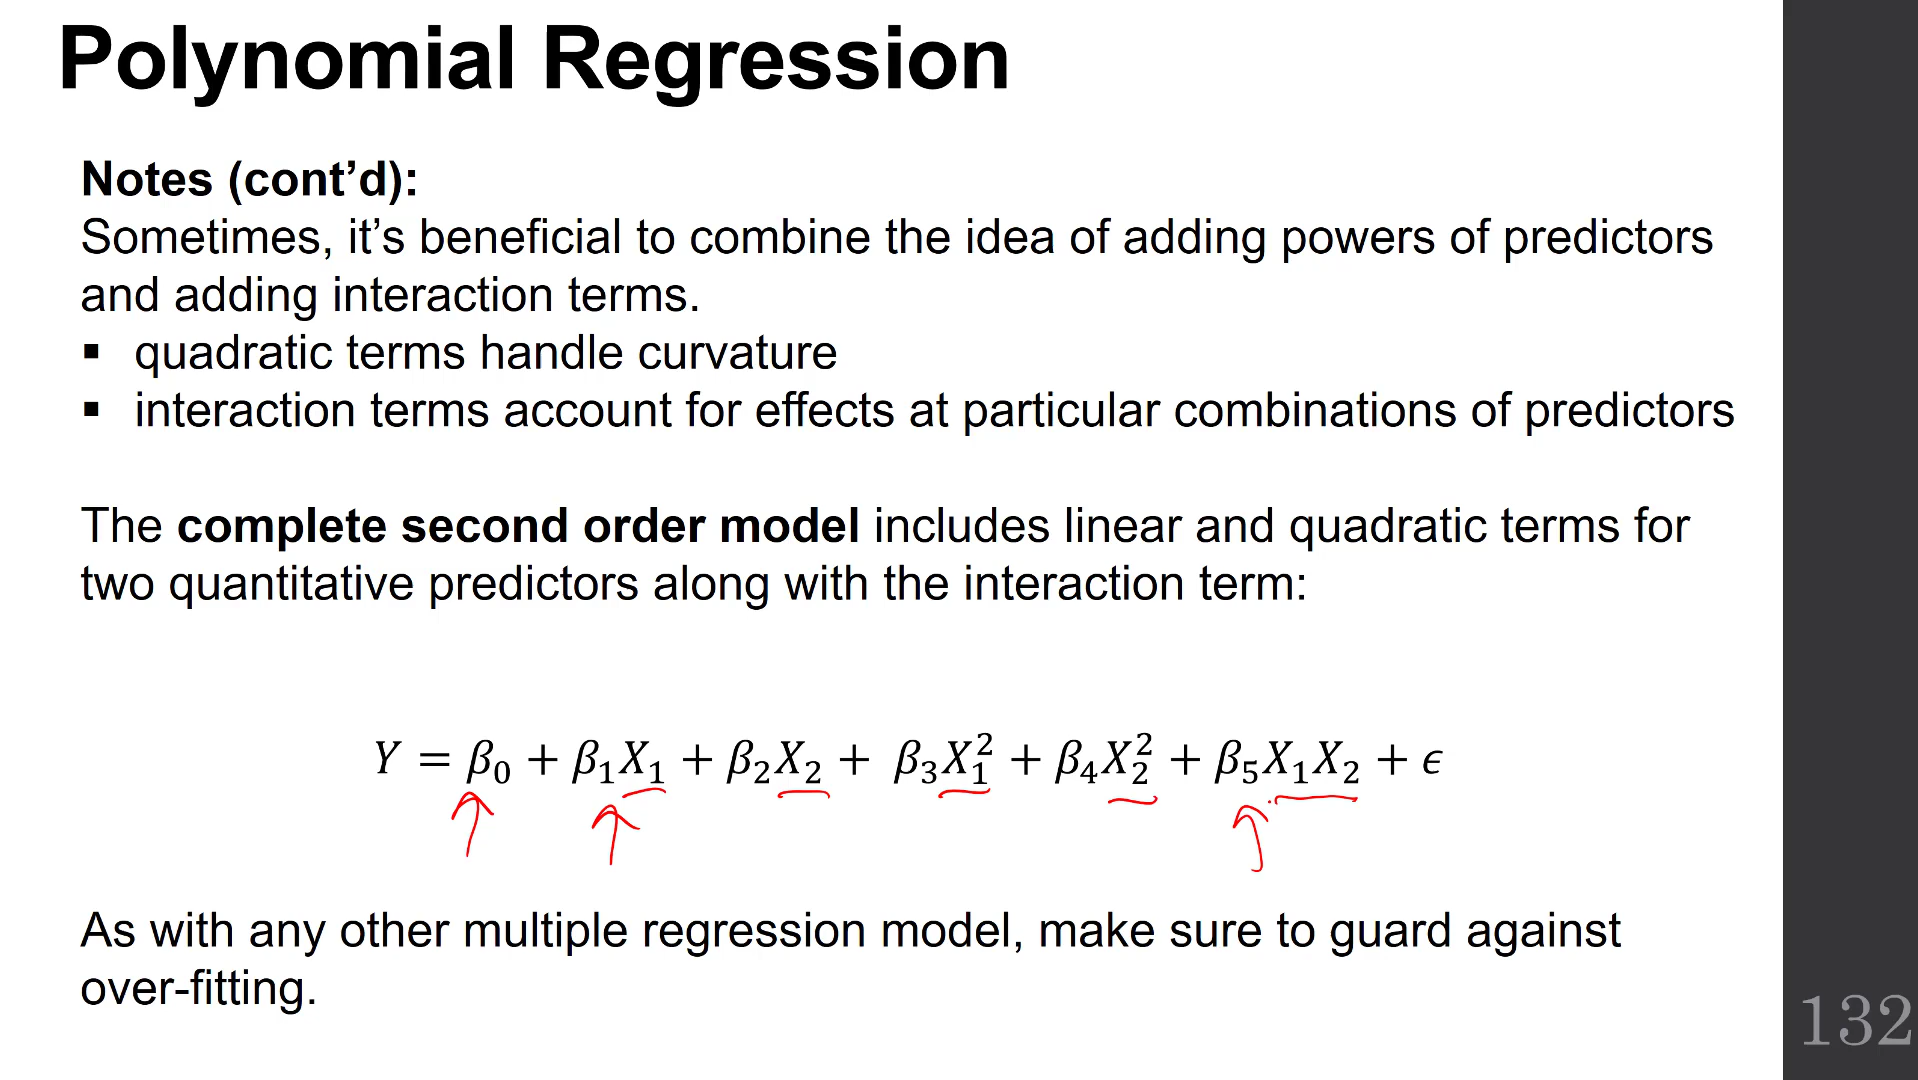 Polynomial Regression
Notes (cont’d):
Sometimes, it’s beneficial to combine the idea of adding powers of predictors
and adding interaction terms.
▪ quadratic terms handle curvature
▪ interaction terms account for effects at particular combinations of predictors
The complete second order model includes linear and quadratic terms for
two quantitative predictors along with the interaction term:
Y = β₀ + β₁X₁ + β₂X₂ + β₃X₁² + β₄X₂² + β₅X₁X₂ + ϵ
As with any other multiple regression model, make sure to guard against
over-fitting.
132